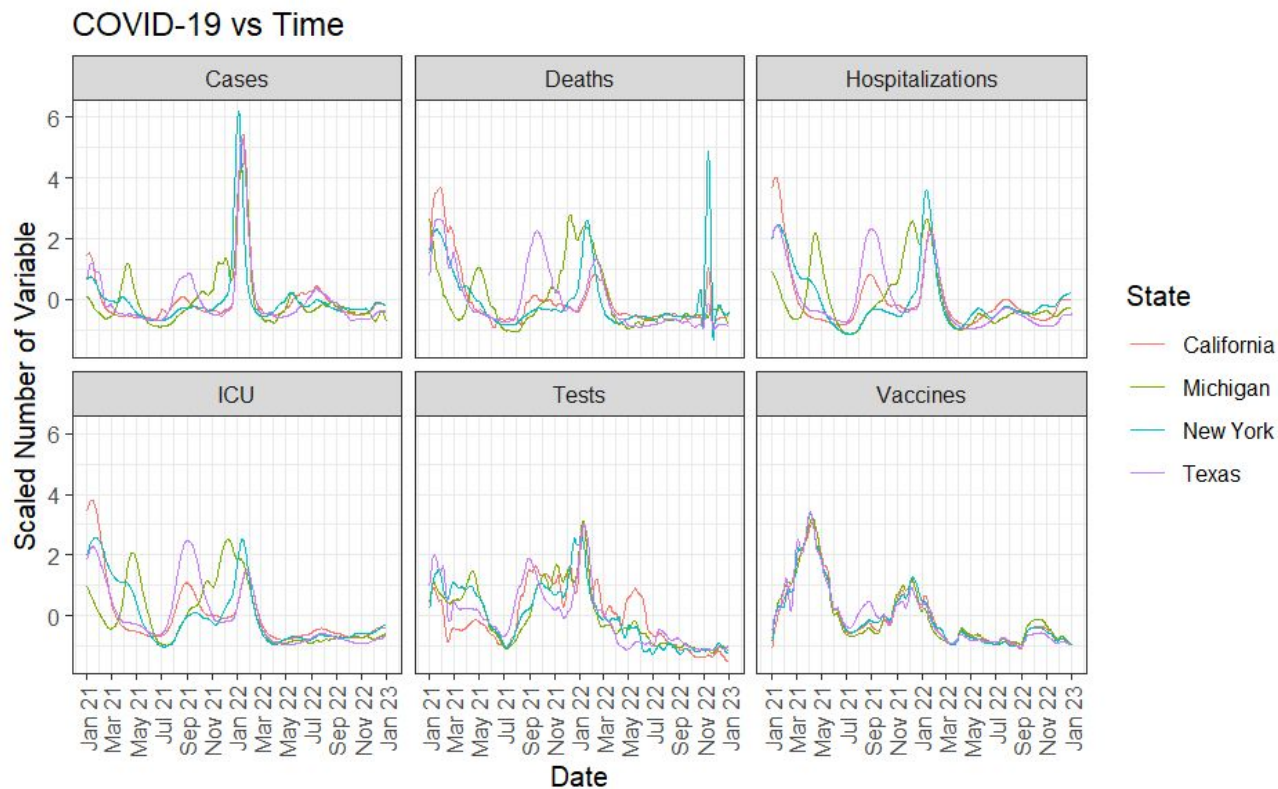 COVID-19 vs Time
Cases
Deaths
Hospitalizations
6
4
2
0
ICU
Tests
Vaccines
6
4
2
0
Scaled Number of Variable
Jan 21
Mar 21
May 21
Jul 21
Sep 21
Nov 21
Jan 22
Mar 22
May 22
Jul 22
Sep 22
Nov 22
Jan 23
Jan 21
Mar 21
May 21
Jul 21
Sep 21
Nov 21
Jan 22
Mar 22
May 22
Jul 22
Sep 22
Nov 22
Jan 23
Jan 21
Mar 21
May 21
Jul 21
Sep 21
Nov 21
Jan 22
Mar 22
May 22
Jul 22
Sep 22
Nov 22
Jan 23
Date
State
California
Michigan
New York
Texas